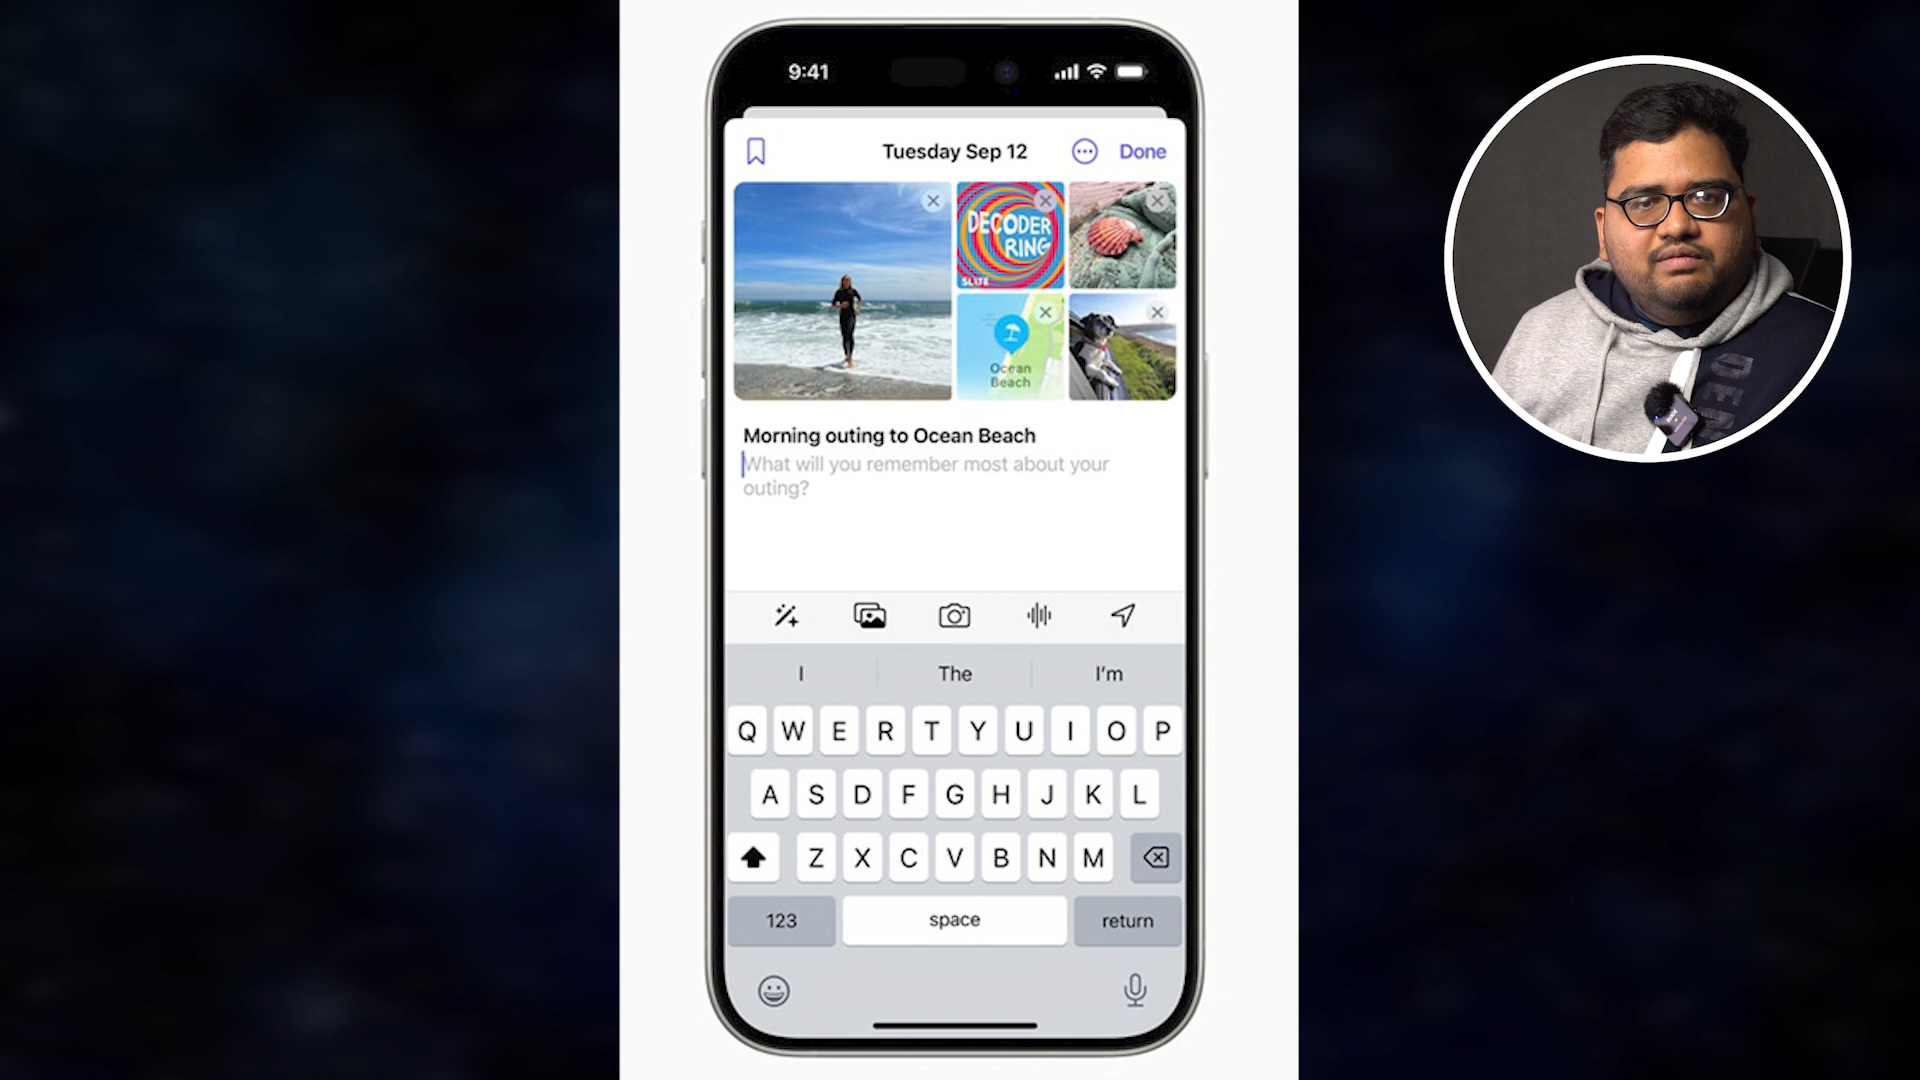 9:41
Tuesday Sep 12
Done
DECODER
RING
SLATE
Ocean
Beach
Morning outing to Ocean Beach
What will you remember most about your
outing?
I
The
I'm
Q W E R T Y U I O P
A S D F G H J K L
Z X C V B N M
123
space
return